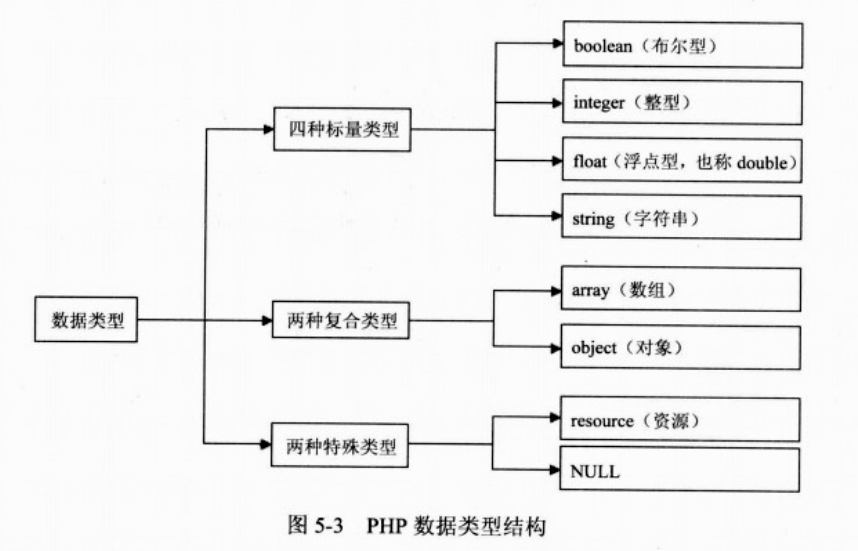 boolean（布尔型）
integer（整型）
四种标量类型
float（浮点型，也称 double）
string（字符串）
数据类型
两种复合类型
array（数组）
object（对象）
两种特殊类型
resource（资源）
NULL
图 5-3 PHP 数据类型结构